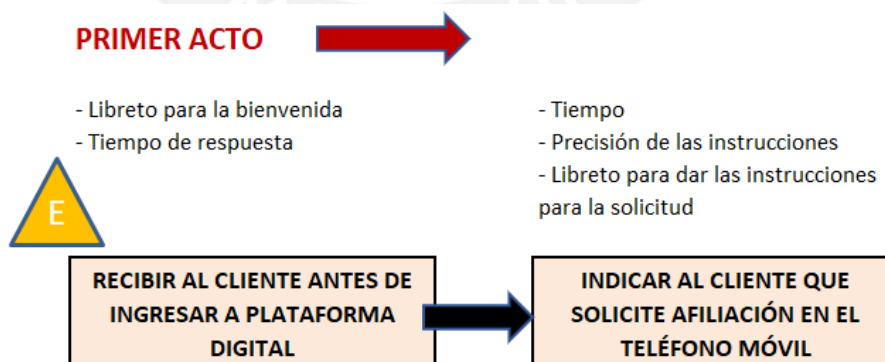 PRIMER ACTO
- Libreto para la bienvenida
- Tiempo de respuesta
- Tiempo
- Precisión de las instrucciones
- Libreto para dar las instrucciones
para la solicitud
E
RECIBIR AL CLIENTE ANTES DE
INGRESAR A PLATAFORMA
DIGITAL
INDICAR AL CLIENTE QUE
SOLICITE AFILIACIÓN EN EL
TELÉFONO MÓVIL